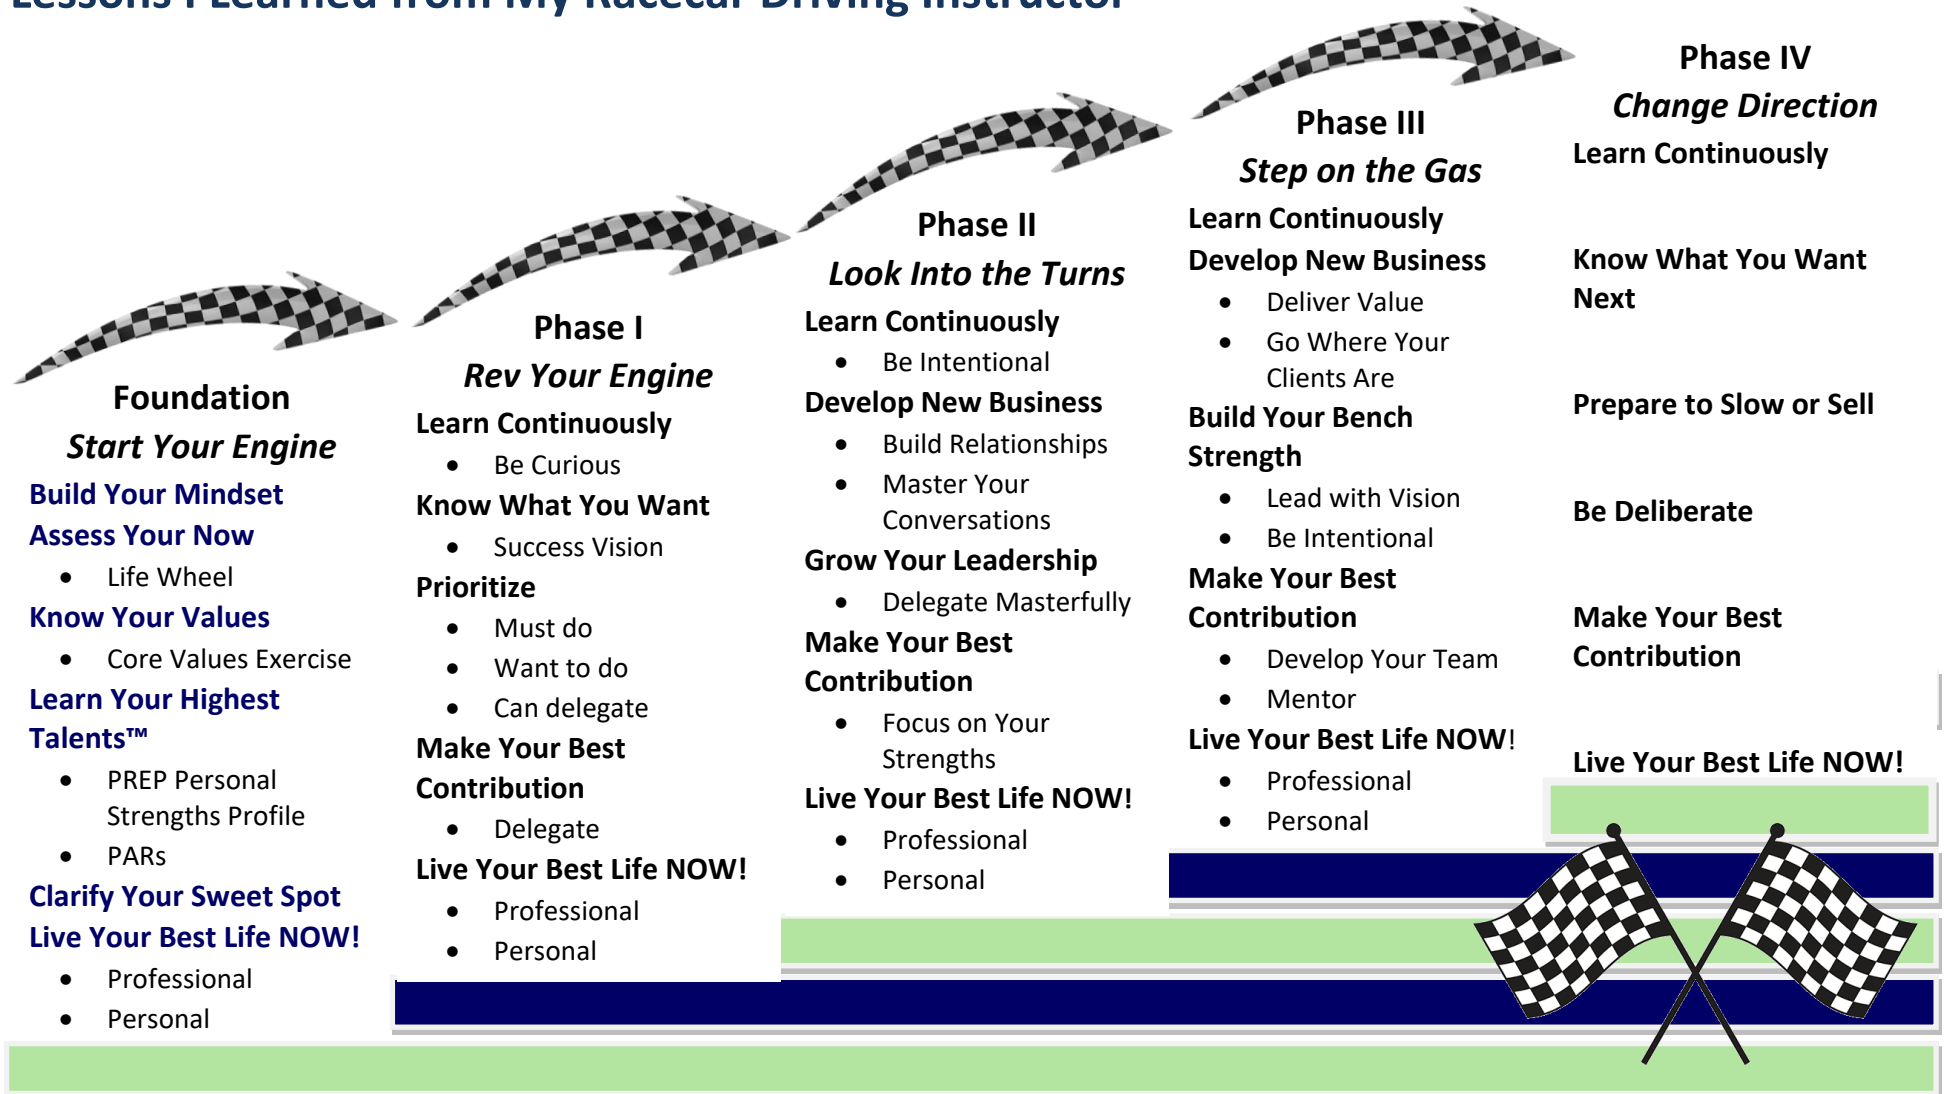 Lessons I Learned from My Racecar Driving Instructor
Foundation
Start Your Engine
Build Your Mindset
Assess Your Now
• Life Wheel
Know Your Values
• Core Values Exercise
Learn Your Highest
Talents™
• PREP Personal
Strengths Profile
• PARs
Clarify Your Sweet Spot
Live Your Best Life NOW!
• Professional
• Personal
Phase I
Rev Your Engine
Learn Continuously
• Be Curious
Know What You Want
• Success Vision
Prioritize
• Must do
• Want to do
• Can delegate
Make Your Best
Contribution
• Delegate
Live Your Best Life NOW!
• Professional
• Personal
Phase II
Look Into the Turns
Learn Continuously
• Be Intentional
Develop New Business
• Build Relationships
• Master Your
Conversations
Grow Your Leadership
• Delegate Masterfully
Make Your Best
Contribution
• Focus on Your
Strengths
Live Your Best Life NOW!
• Professional
• Personal
Phase III
Step on the Gas
Learn Continuously
Develop New Business
• Deliver Value
• Go Where Your
Clients Are
Build Your Bench
Strength
• Lead with Vision
• Be Intentional
Make Your Best
Contribution
• Develop Your Team
• Mentor
Live Your Best Life NOW!
• Professional
• Personal
Phase IV
Change Direction
Learn Continuously
Know What You Want
Next
Prepare to Slow or Sell
Be Deliberate
Make Your Best
Contribution
Live Your Best Life NOW!